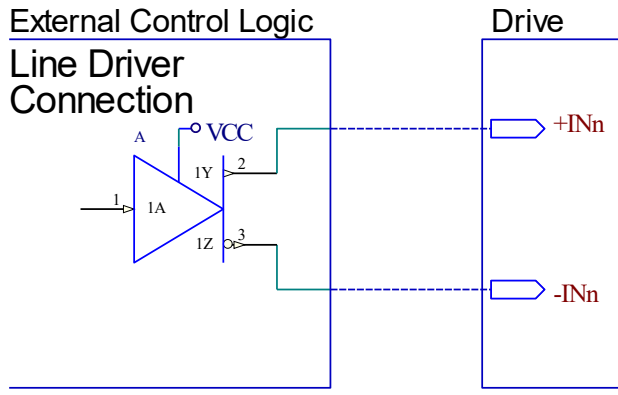 External Control Logic
Drive
Line Driver
Connection
A
VCC
+INn
1Y
2
1
1A
1Z
3
-INn